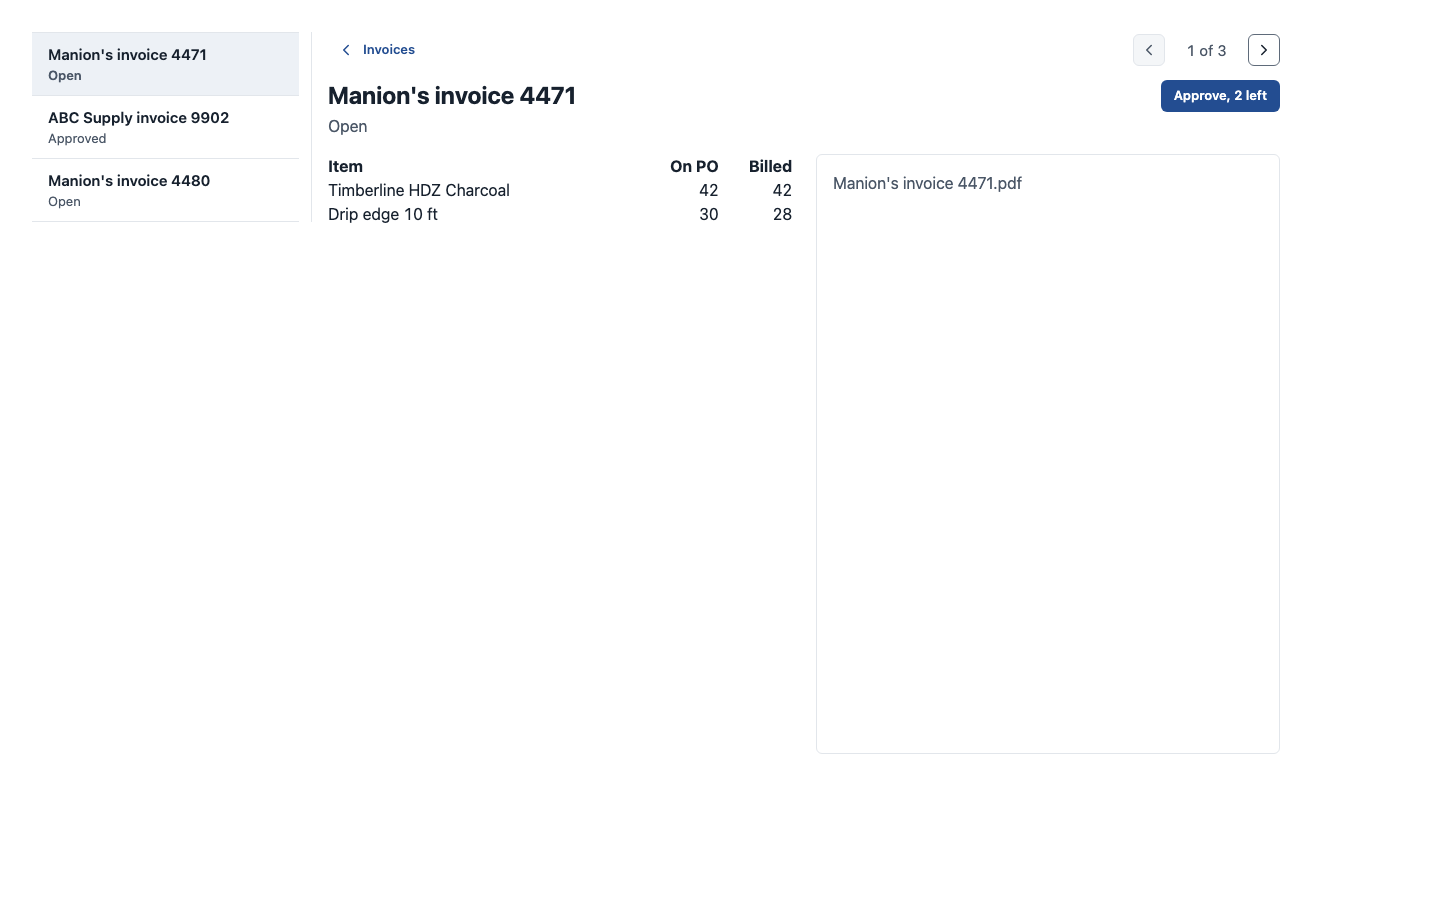 Manion's invoice 4471
Open
ABC Supply invoice 9902
Approved
Manion's invoice 4480
Open
Invoices
1 of 3
Manion's invoice 4471
Approve, 2 left
Open
Item On PO Billed
Timberline HDZ Charcoal 42 42
Drip edge 10 ft 30 28
Manion's invoice 4471.pdf